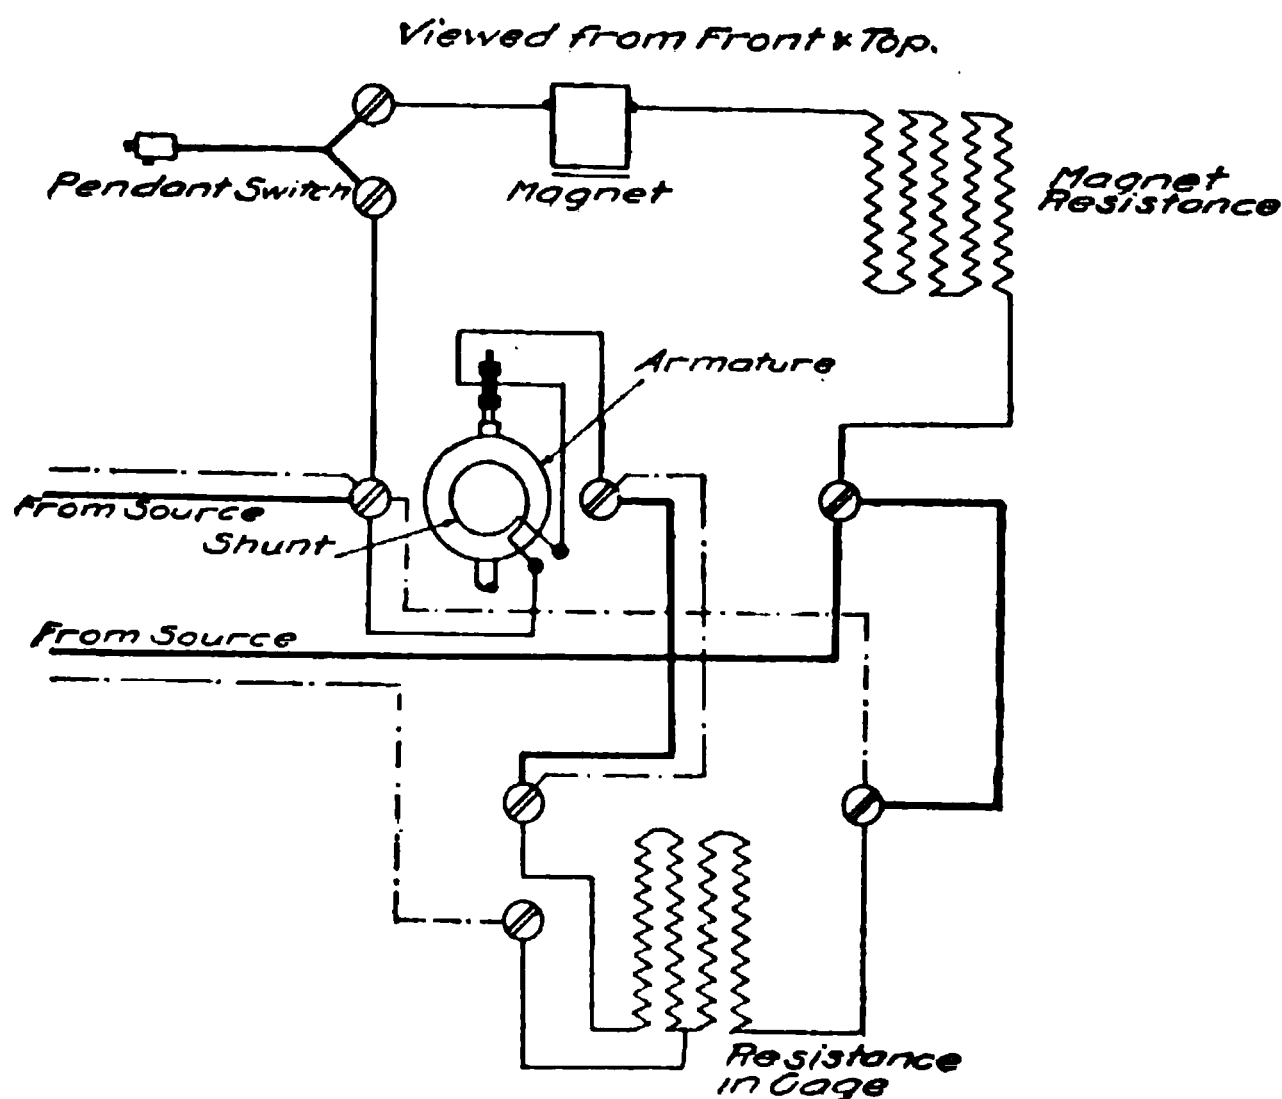 Viewed from Front & Top.
Pendant Switch
Magnet
Magnet
Resistance
Armature
From Source
Shunt
From Source
Resistance
in Cage